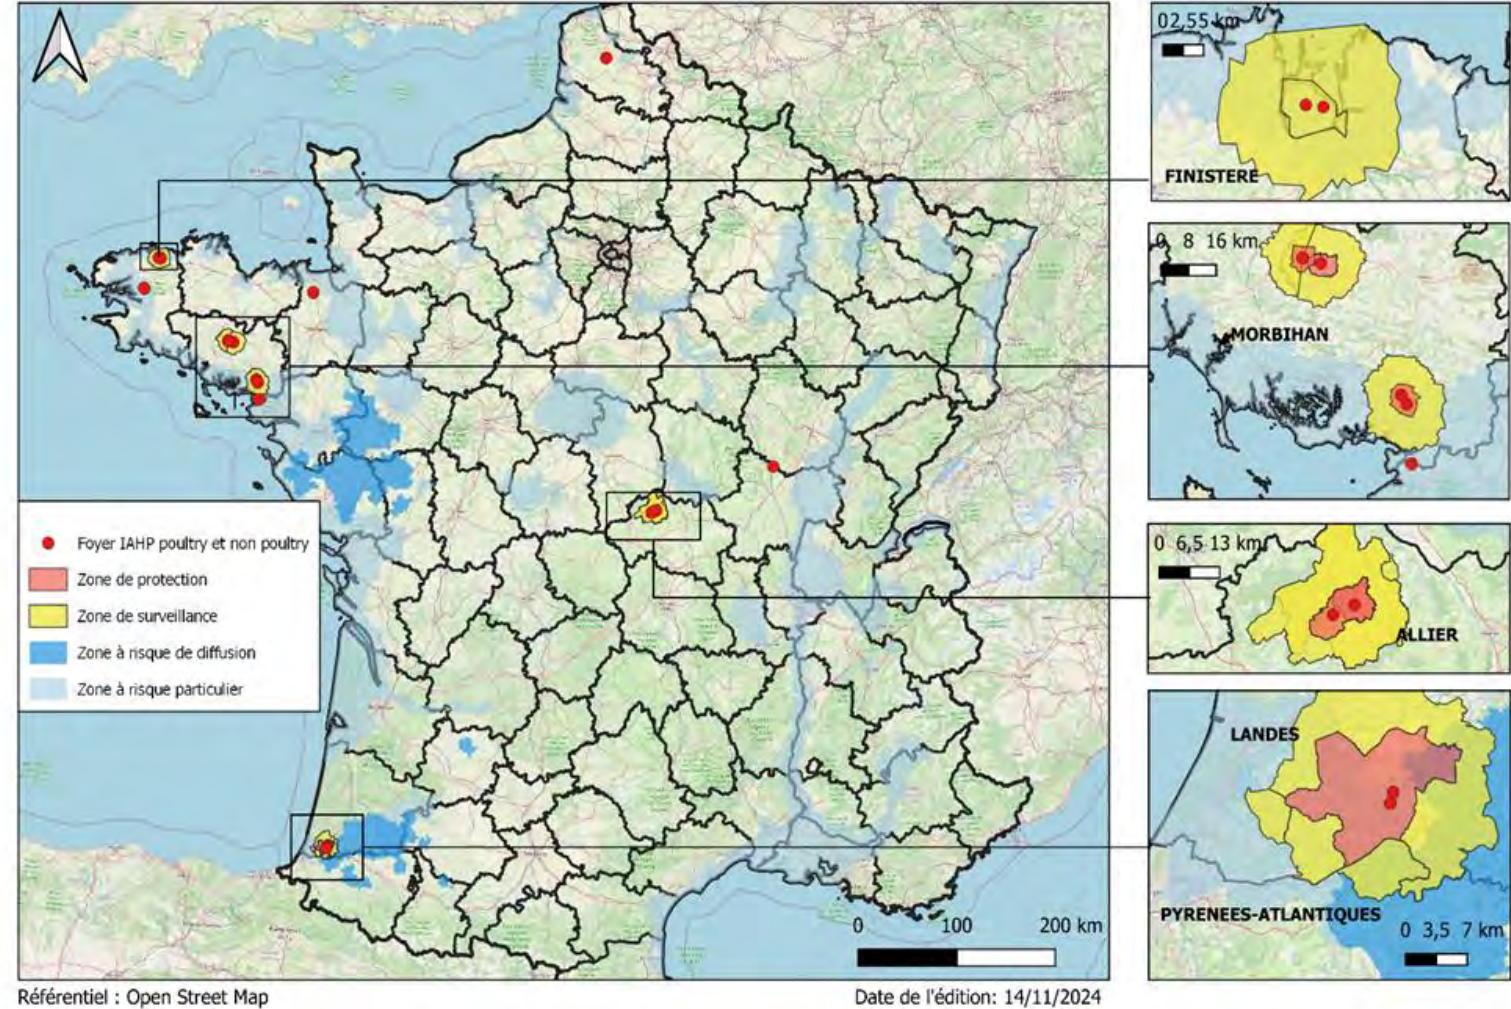 Foyer IAHP poultry et non poultry
Zone de protection
Zone de surveillance
Zone à risque de diffusion
Zone à risque particulier
0 100 200 km
Référentiel : Open Street Map
Date de l'édition: 14/11/2024
02,55 km
FINISTERE
0 8 16 km
MORBIHAN
0 6,5 13 km
ALLIER
LANDES
PYRENEES-ATLANTIQUES
0 3,5 7 km